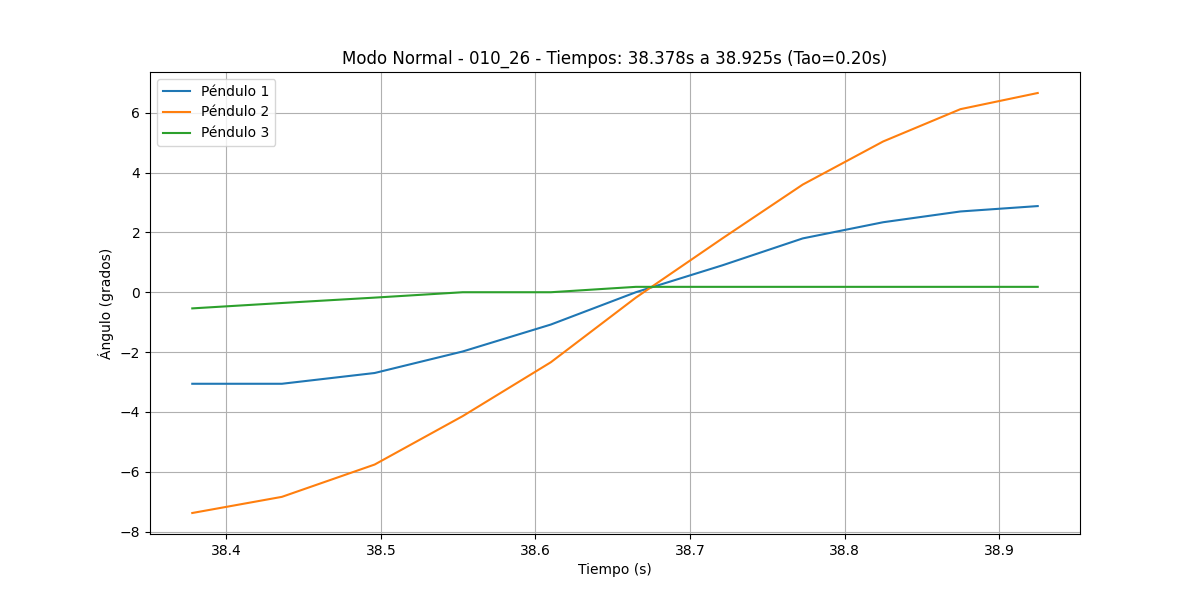 Modo Normal - 010_26 - Tiempos: 38.378s a 38.925s (Tao=0.20s)
Péndulo 1
Péndulo 2
Péndulo 3
Ángulo (grados)
6
4
2
0
−2
−4
−6
−8
38.4 38.5 38.6 38.7 38.8 38.9
Tiempo (s)